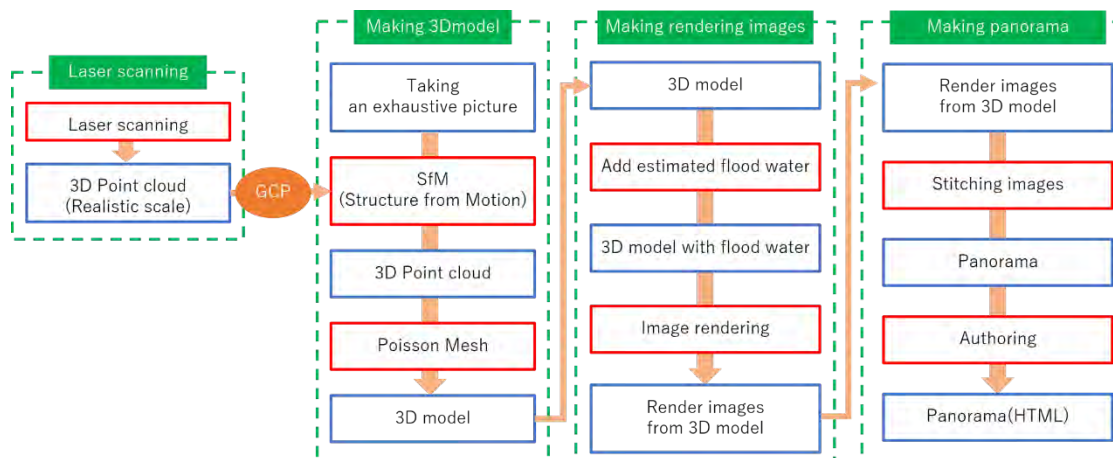 Laser scanning
Laser scanning
3D Point cloud
(Realistic scale)
GCP
Making 3Dmodel
Taking
an exhaustive picture
SfM
(Structure from Motion)
3D Point cloud
Poisson Mesh
3D model
Making rendering images
3D model
Add estimated flood water
3D model with flood water
Image rendering
Render images
from 3D model
Making panorama
Render images
from 3D model
Stitching images
Panorama
Authoring
Panorama(HTML)